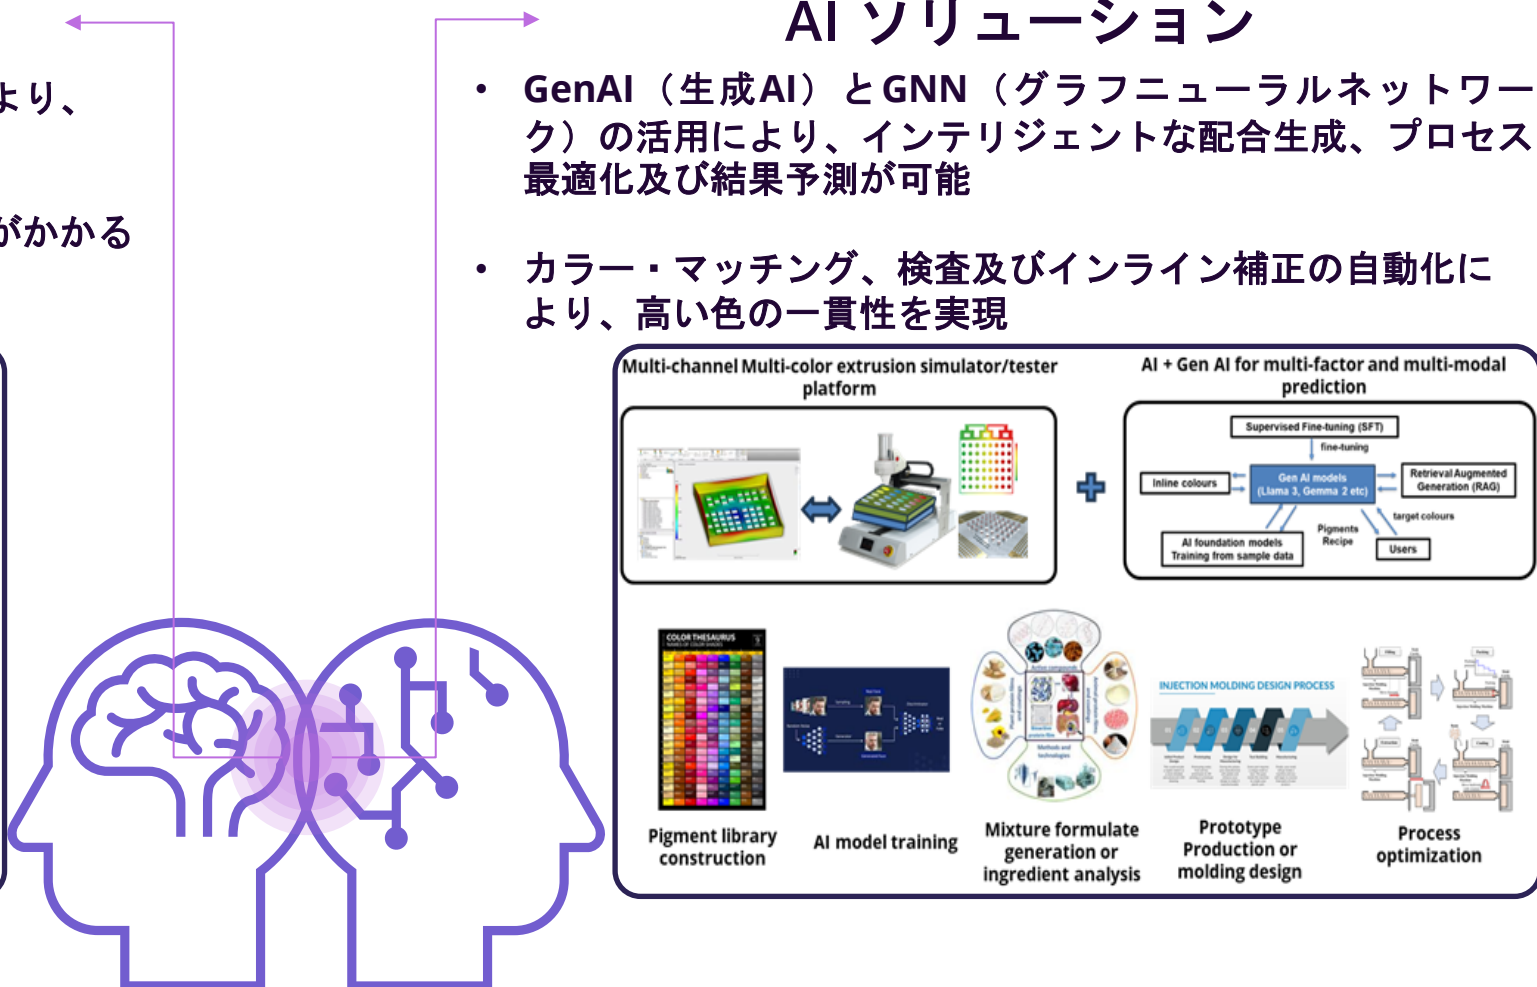 より、
がかかる
AI ソリューション
• GenAI（生成AI）とGNN（グラフニューラルネットワー
ク）の活用により、インテリジェントな配合生成、プロセス
最適化及び結果予測が可能
• カラー・マッチング、検査及びインライン補正の自動化に
より、高い色の一貫性を実現
Multi-channel Multi-color extrusion simulator/tester
platform
AI + Gen AI for multi-factor and multi-modal
prediction
Supervised Fine-tuning (SFT)
fine-tuning
Inline colours
Gen AI models
(Llama 3, Gemma 2 etc)
Retrieval Augmented
Generation (RAG)
target colours
Pigments
Recipe
AI foundation models
Training from sample data
Users
COLOR THESAURUS
NAMES OF COLOR SHADES
Active compounds
Methods and
technologies
INJECTION MOLDING DESIGN PROCESS
Pigment library
construction
AI model training
Mixture formulate
generation or
ingredient analysis
Prototype
Production or
molding design
Process
optimization